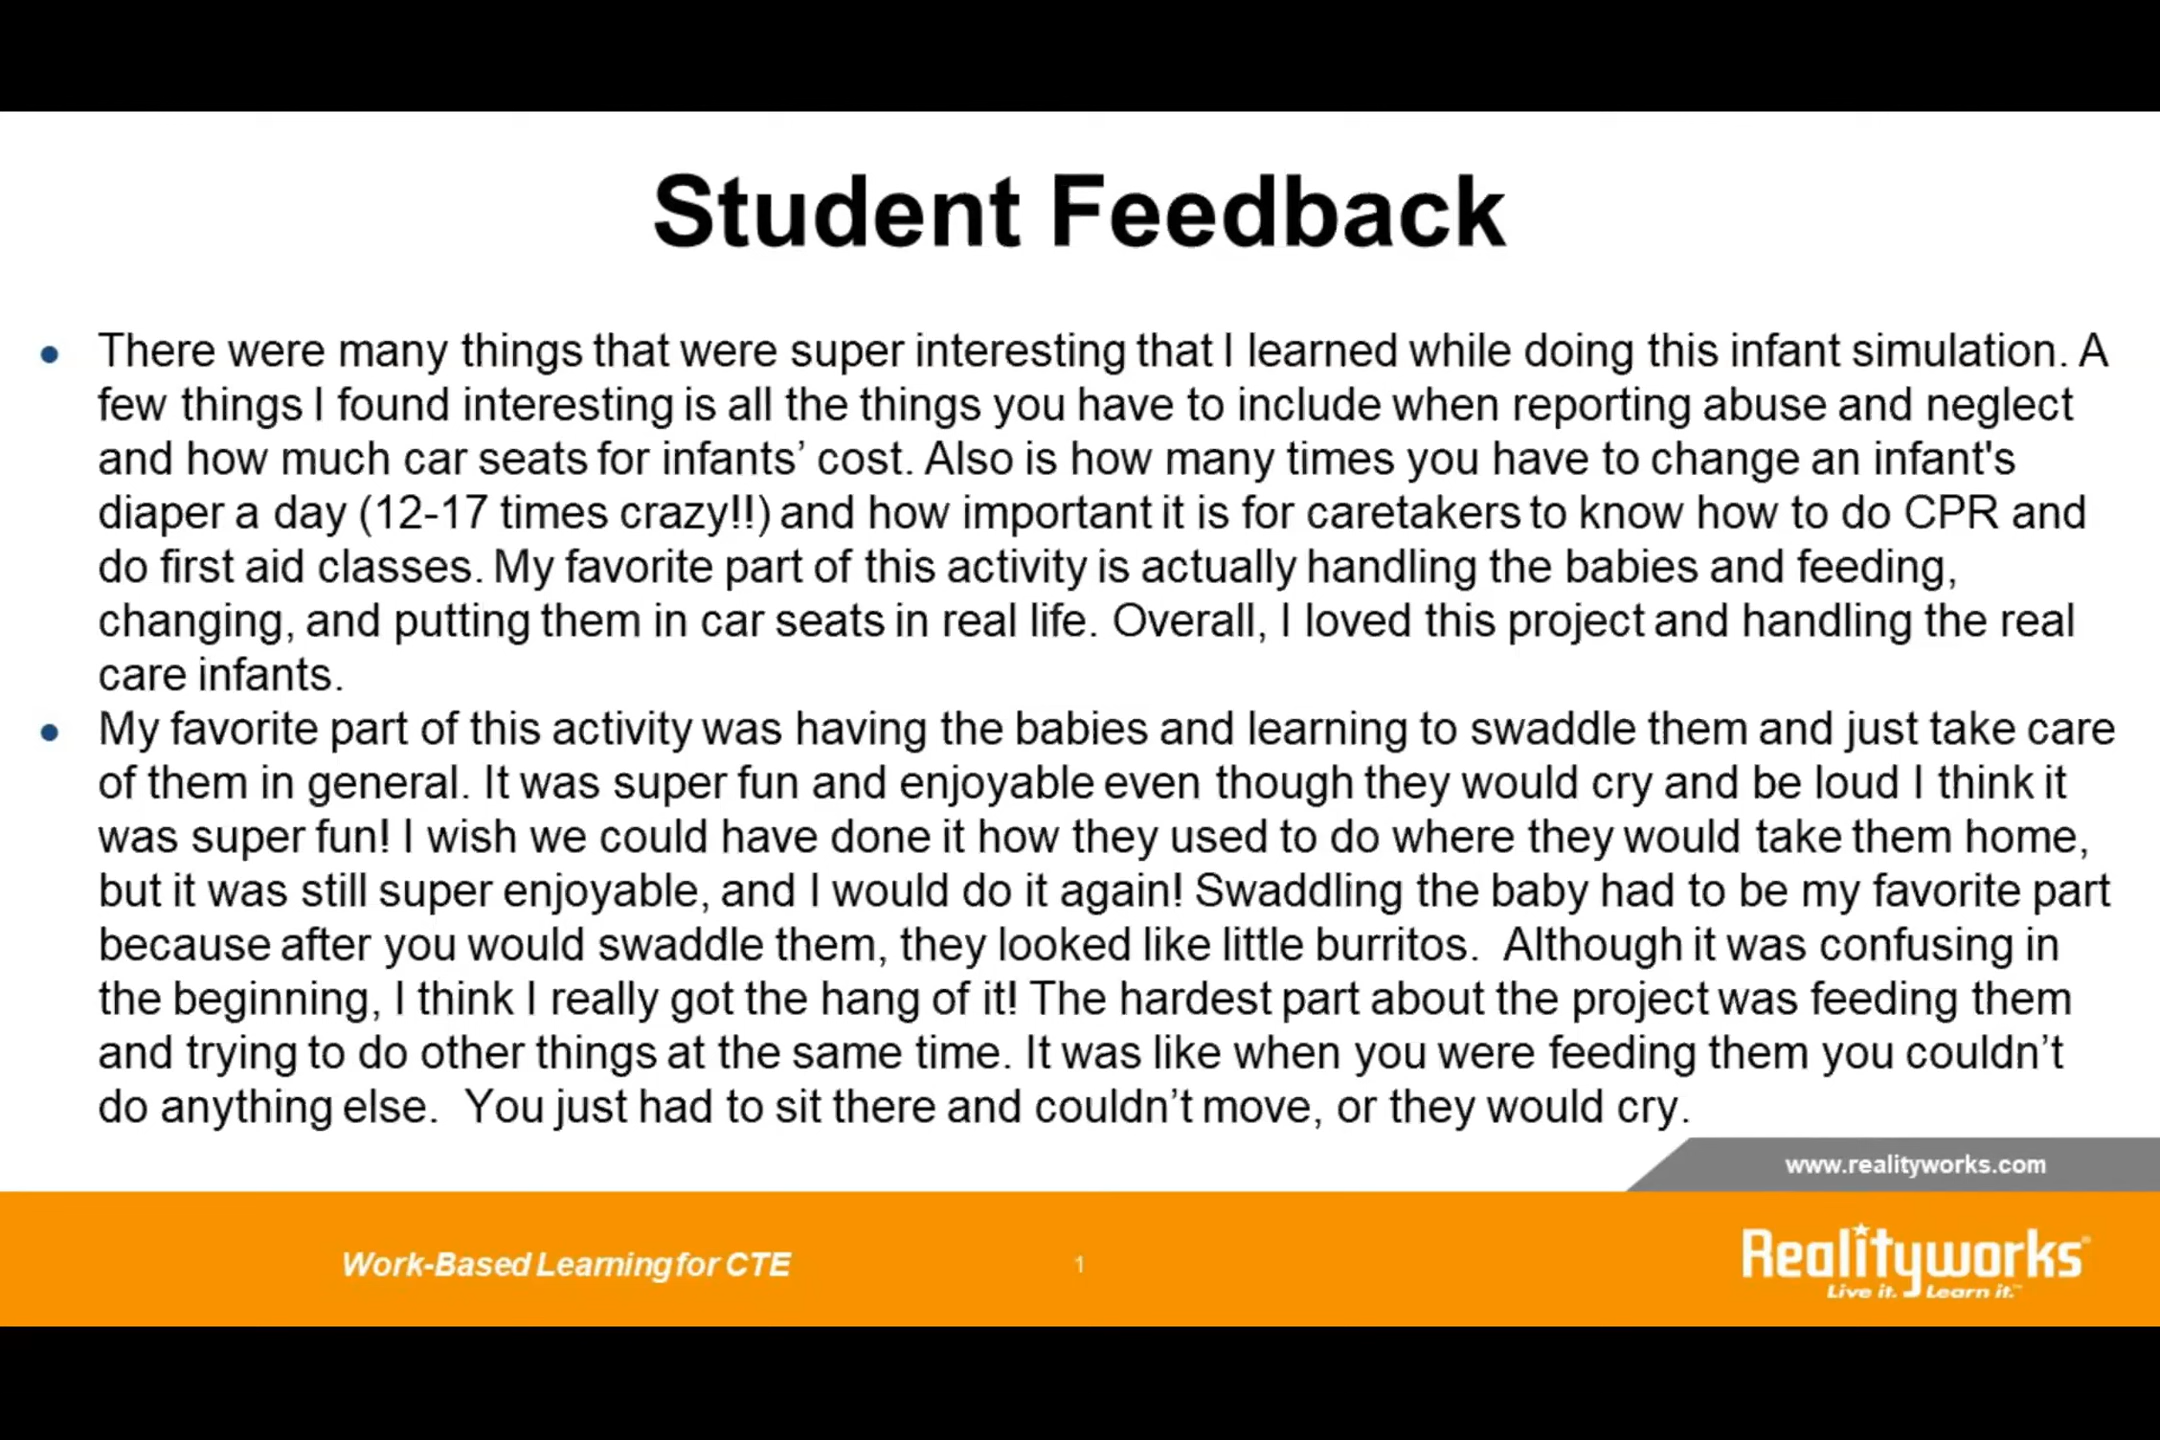 Student Feedback
• There were many things that were super interesting that I learned while doing this infant simulation. A
few things I found interesting is all the things you have to include when reporting abuse and neglect
and how much car seats for infants’ cost. Also is how many times you have to change an infant's
diaper a day (12-17 times crazy!!) and how important it is for caretakers to know how to do CPR and
do first aid classes. My favorite part of this activity is actually handling the babies and feeding,
changing, and putting them in car seats in real life. Overall, I loved this project and handling the real
care infants.
• My favorite part of this activity was having the babies and learning to swaddle them and just take care
of them in general. It was super fun and enjoyable even though they would cry and be loud I think it
was super fun! I wish we could have done it how they used to do where they would take them home,
but it was still super enjoyable, and I would do it again! Swaddling the baby had to be my favorite part
because after you would swaddle them, they looked like little burritos.  Although it was confusing in
the beginning, I think I really got the hang of it! The hardest part about the project was feeding them
and trying to do other things at the same time. It was like when you were feeding them you couldn’t
do anything else.  You just had to sit there and couldn’t move, or they would cry.
www.realityworks.com
Work-Based Learning for CTE
1
Realityworks®
Live it. Learn it.™